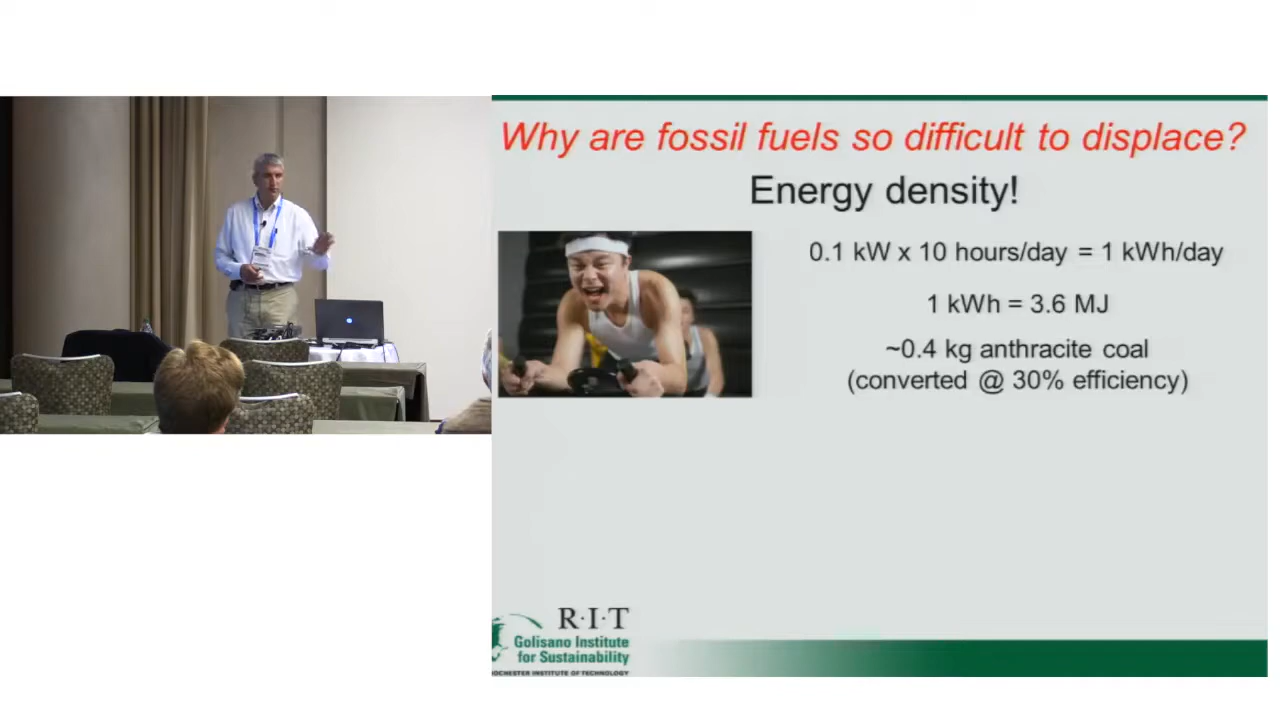 Why are fossil fuels so difficult to displace?
Energy density!
0.1 kW x 10 hours/day = 1 kWh/day
1 kWh = 3.6 MJ
~0.4 kg anthracite coal
(converted @ 30% efficiency)
R·I·T
Golisano Institute
for Sustainability
ROCHESTER INSTITUTE OF TECHNOLOGY